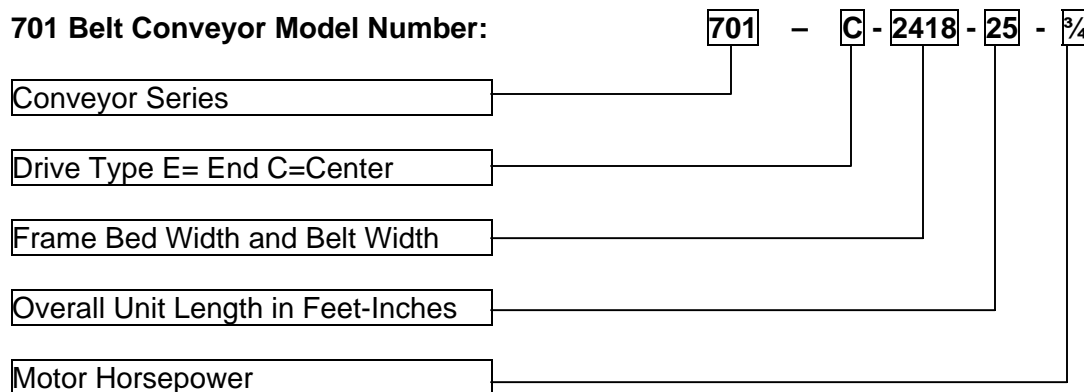 701 Belt Conveyor Model Number: 701 – C - 2418 - 25 - ¾
Conveyor Series
Drive Type E= End C=Center
Frame Bed Width and Belt Width
Overall Unit Length in Feet-Inches
Motor Horsepower